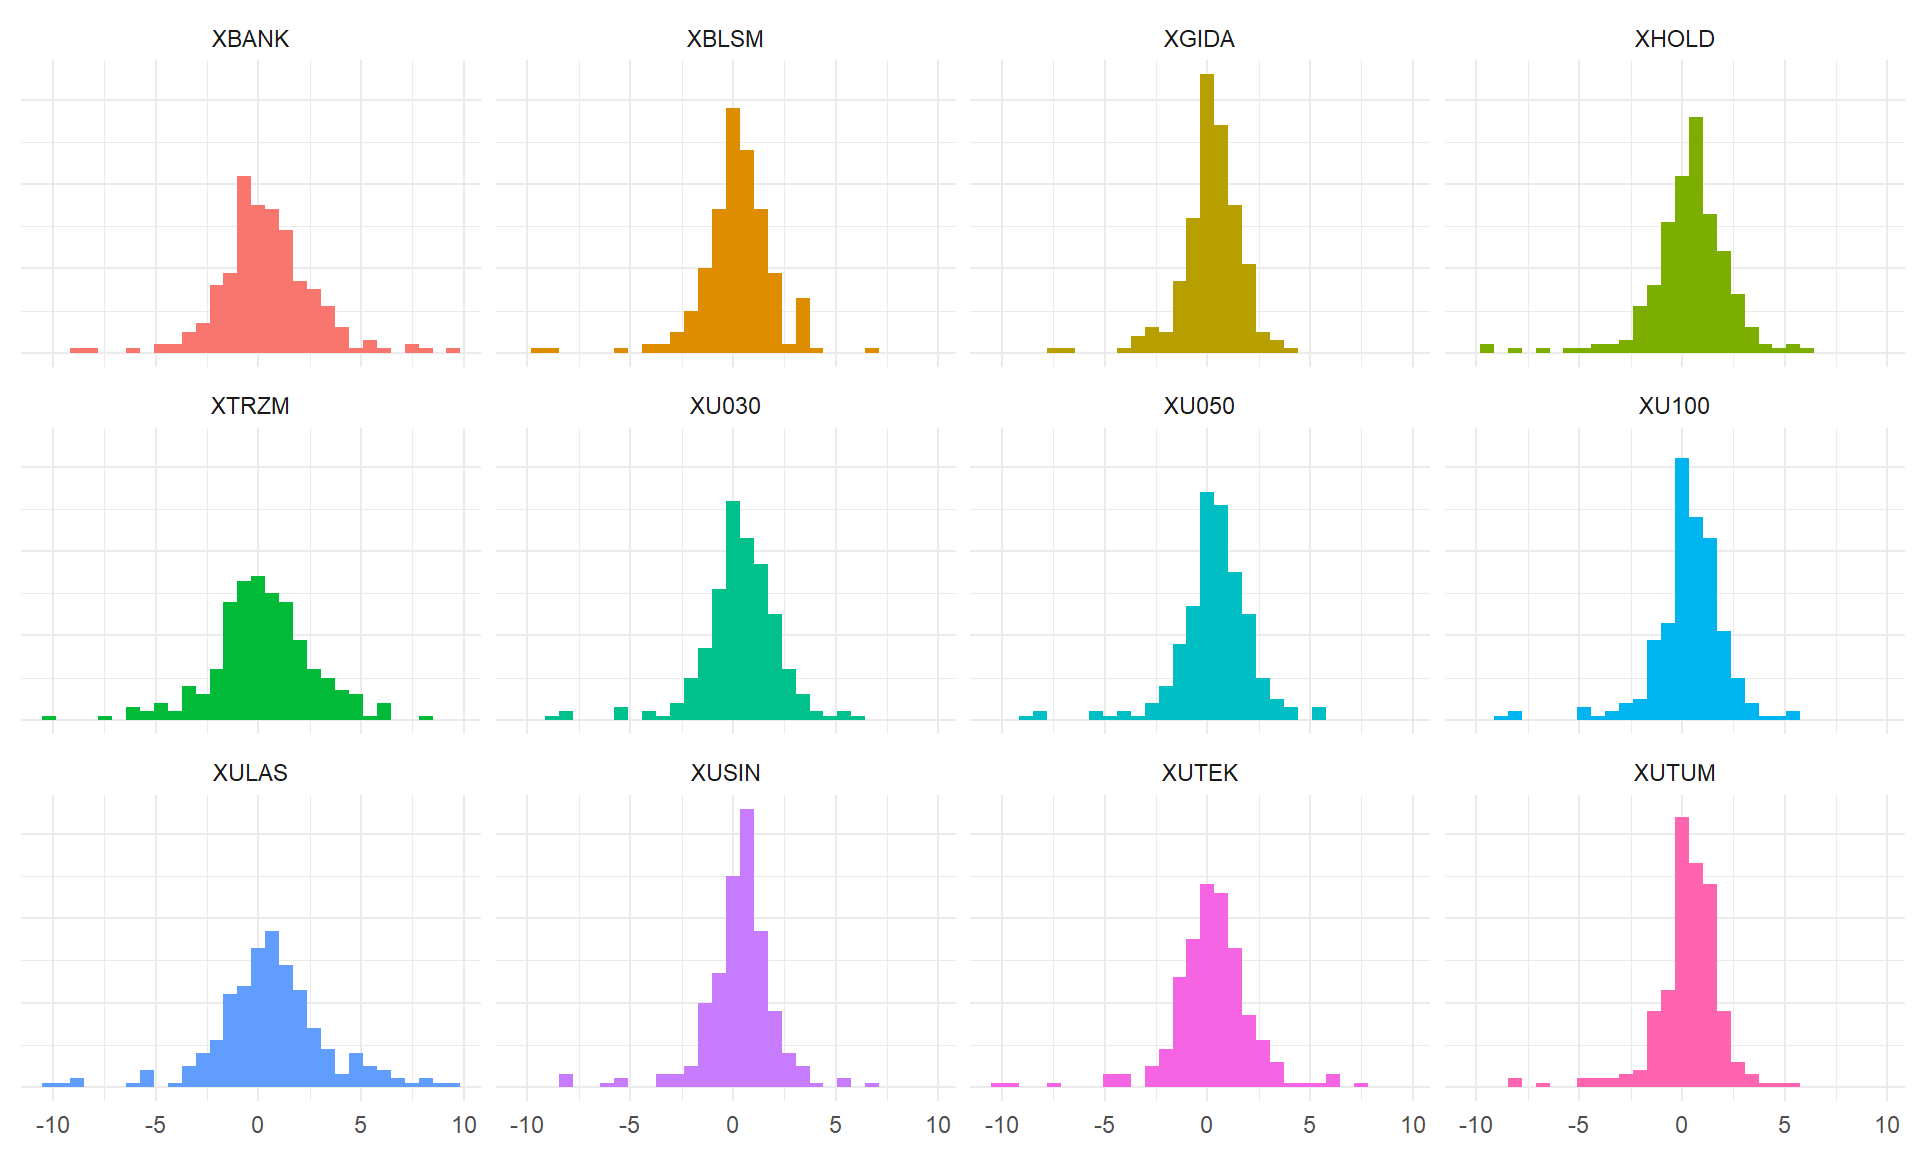 XBANK XBLSM XGIDA XHOLD
XTRZM XU030 XU050 XU100
XULAS XUSIN XUTEK XUTUM
-10 -5 0 5 10 -10 -5 0 5 10 -10 -5 0 5 10 -10 -5 0 5 10